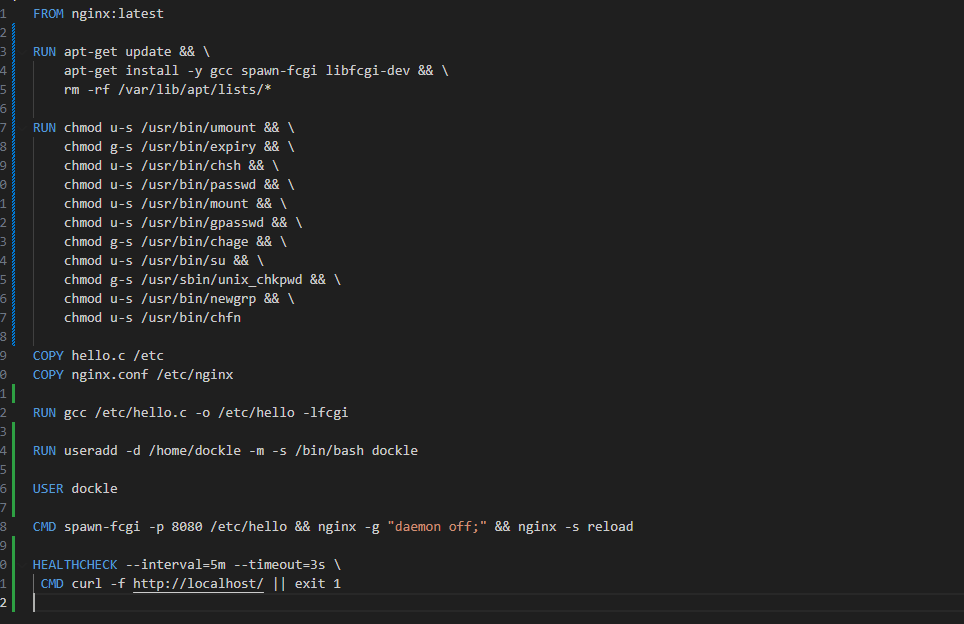 1 FROM nginx:latest
2
3 RUN apt-get update && \
4     apt-get install -y gcc spawn-fcgi libfcgi-dev && \
5     rm -rf /var/lib/apt/lists/*
6
7 RUN chmod u-s /usr/bin/umount && \
8     chmod g-s /usr/bin/expiry && \
9     chmod u-s /usr/bin/chsh && \
0     chmod u-s /usr/bin/passwd && \
1     chmod u-s /usr/bin/mount && \
2     chmod u-s /usr/bin/gpasswd && \
3     chmod g-s /usr/bin/chage && \
4     chmod u-s /usr/bin/su && \
5     chmod g-s /usr/sbin/unix_chkpwd && \
6     chmod u-s /usr/bin/newgrp && \
7     chmod u-s /usr/bin/chfn
8
9 COPY hello.c /etc
0 COPY nginx.conf /etc/nginx
1
2 RUN gcc /etc/hello.c -o /etc/hello -lfcgi
3
4 RUN useradd -d /home/dockle -m -s /bin/bash dockle
5
6 USER dockle
7
8 CMD spawn-fcgi -p 8080 /etc/hello && nginx -g "daemon off;" && nginx -s reload
9
0 HEALTHCHECK --interval=5m --timeout=3s \
1  CMD curl -f http://localhost/ || exit 1
2